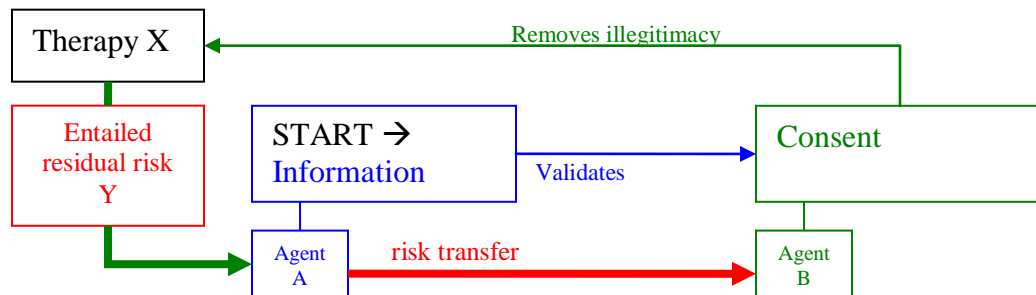 Therapy X
Removes illegitimacy
Entailed
residual risk
Y
START →
Information
Validates
Consent
Agent
A
risk transfer
Agent
B